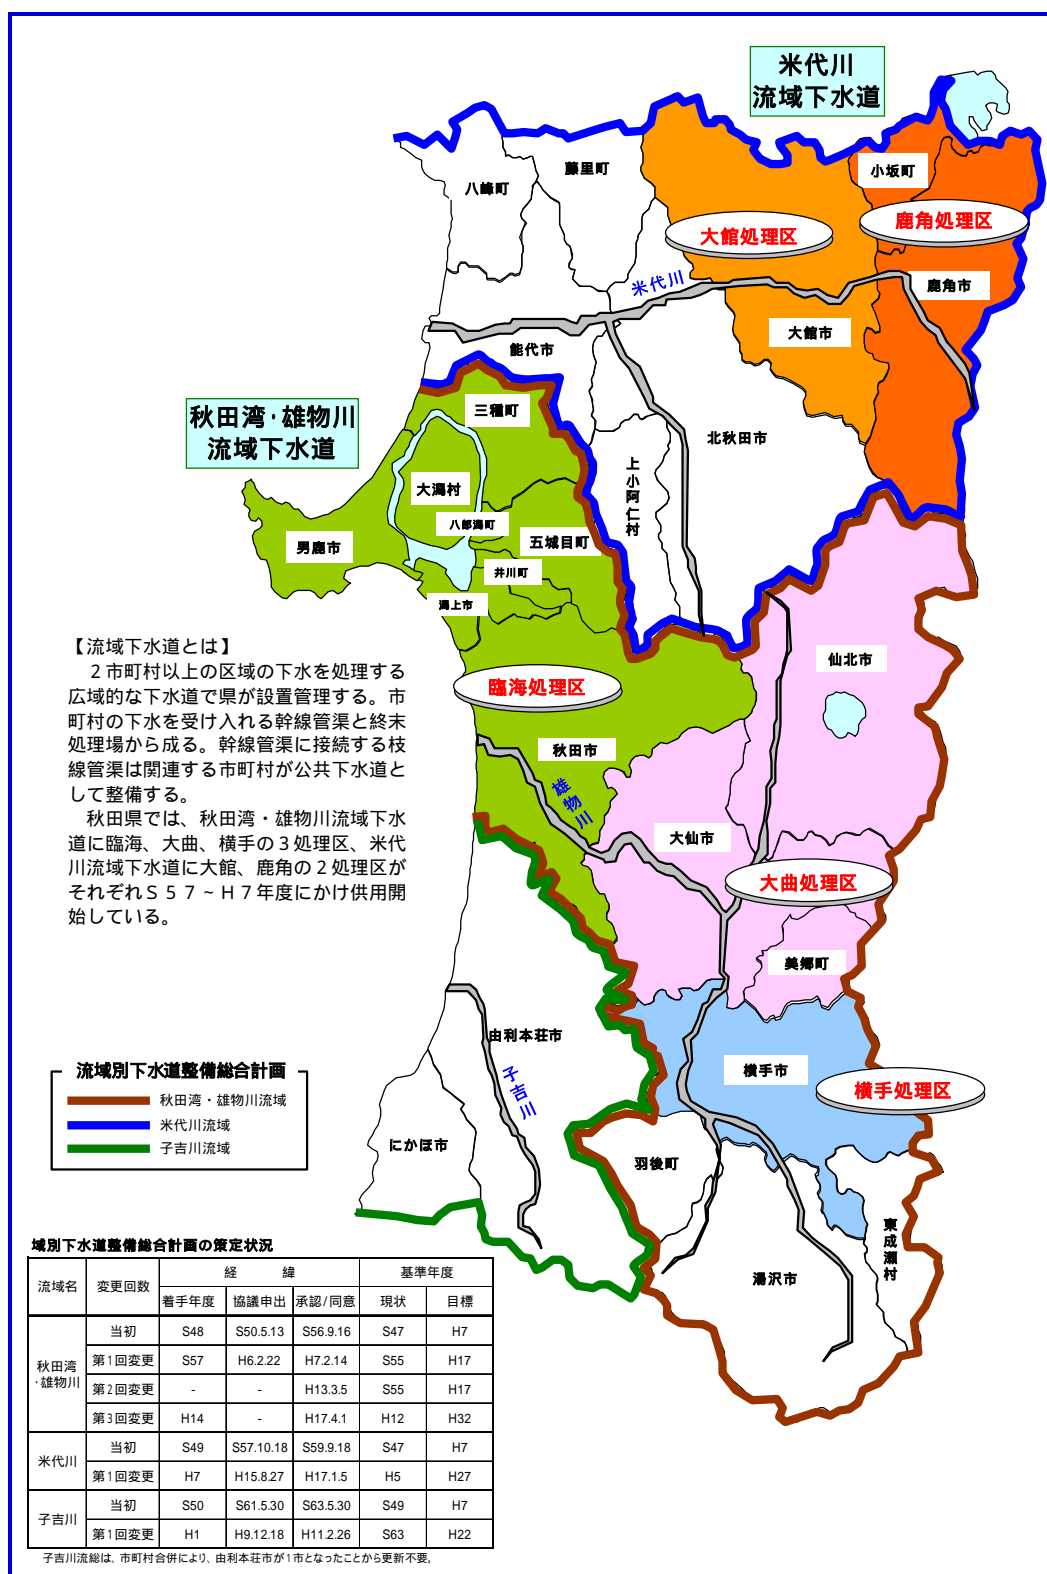 米代川
流域下水道
小坂町
藤里町
八峰町
鹿角処理区
大館処理区
米代川
鹿角市
大館市
能代市
秋田湾・雄物川
流域下水道
三種町
北秋田市
上小阿仁村
大潟村
八郎潟町
五城目町
男鹿市
井川町
潟上市
【流域下水道とは】
２市町村以上の区域の下水を処理する
広域的な下水道で県が設置管理する。市
町村の下水を受け入れる幹線管渠と終末
処理場から成る。幹線管渠に接続する枝
線管渠は関連する市町村が公共下水道と
して整備する。
秋田県では、秋田湾・雄物川流域下水
道に臨海、大曲、横手の３処理区、米代
川流域下水道に大館、鹿角の２処理区が
それぞれＳ５７~Ｈ７年度にかけ供用開
始している。
仙北市
臨海処理区
秋田市
雄物川
大仙市
大曲処理区
美郷町
由利本荘市
子吉川
横手市
横手処理区
流域別下水道整備総合計画
秋田湾・雄物川流域
米代川流域
子吉川流域
にかほ市
羽後町
東成瀬村
湯沢市
域別下水道整備総合計画の策定状況
流域名 変更回数 経 緯 基準年度
着手年度 協議申出 承認/同意 現状 目標
秋田湾・雄物川 当初 S48 S50.5.13 S56.9.16 S47 H7
第1回変更 S57 H6.2.22 H7.2.14 S55 H17
第2回変更 - - H13.3.5 S55 H17
第3回変更 H14 - H17.4.1 H12 H32
米代川 当初 S49 S57.10.18 S59.9.18 S47 H7
第1回変更 H7 H15.8.27 H17.1.5 H5 H27
子吉川 当初 S50 S61.5.30 S63.5.30 S49 H7
第1回変更 H1 H9.12.18 H11.2.26 S63 H22
子吉川流総は、市町村合併により、由利本荘市が1市となったことから更新不要。